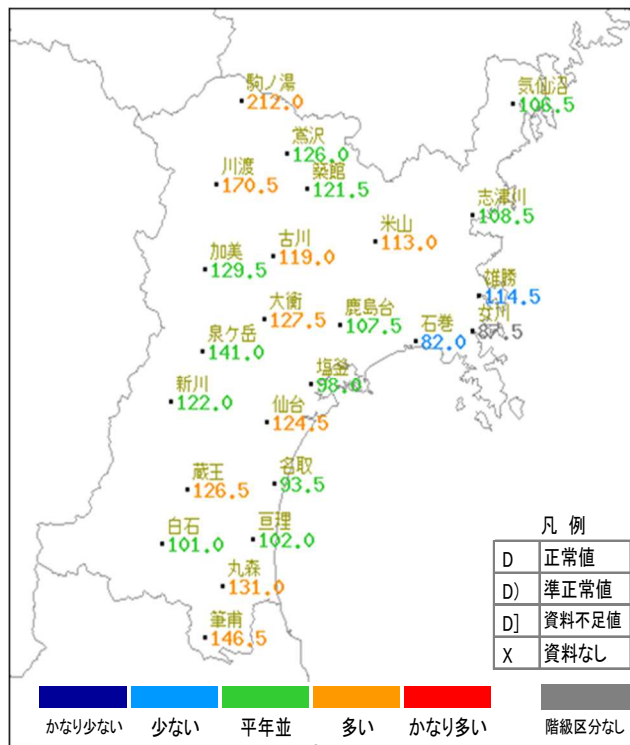 駒ノ湯
212.0
気仙沼
106.5
鶯沢
126.0
川渡
170.5
築館
121.5
志津川
108.5
米山
113.0
古川
119.0
加美
129.5
雄勝
114.5
大衡
127.5
鹿島台
107.5
石巻
82.0
女川
87.5
泉ケ岳
141.0
塩釜
98.0
新川
122.0
仙台
124.5
名取
93.5
蔵王
126.5
亘理
102.0
白石
101.0
丸森
131.0
筆甫
146.5
凡 例
D 正常値
D) 準正常値
D] 資料不足値
X 資料なし
かなり少ない 少ない 平年並 多い かなり多い 階級区分なし